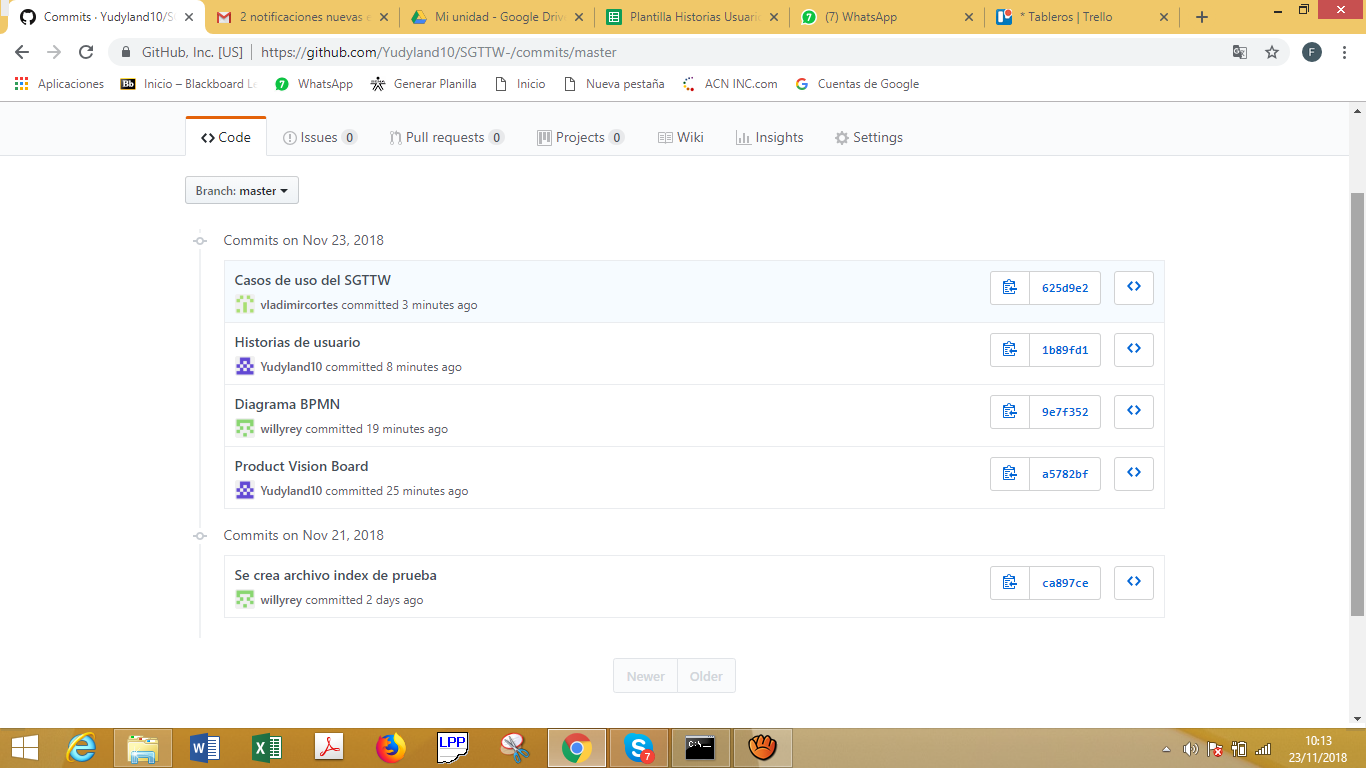 Commits · Yudyland10/S
2 notificaciones nuevas e
Mi unidad - Google Drive
Plantilla Historias Usuari
(7) WhatsApp
* Tableros | Trello
GitHub, Inc. [US] | https://github.com/Yudyland10/SGTTW-/commits/master
F
Aplicaciones
Bb Inicio – Blackboard Le
7 WhatsApp
Generar Planilla
Inicio
Nueva pestaña
ACN INC.com
Cuentas de Google
Code
Issues 0
Pull requests 0
Projects 0
Wiki
Insights
Settings
Branch: master
Commits on Nov 23, 2018
Casos de uso del SGTTW
vladimircortes committed 3 minutes ago
625d9e2
Historias de usuario
Yudyland10 committed 8 minutes ago
1b89fd1
Diagrama BPMN
willyrey committed 19 minutes ago
9e7f352
Product Vision Board
Yudyland10 committed 25 minutes ago
a5782bf
Commits on Nov 21, 2018
Se crea archivo index de prueba
willyrey committed 2 days ago
ca897ce
Newer
Older
LPP
C:\
7
10:13
23/11/2018